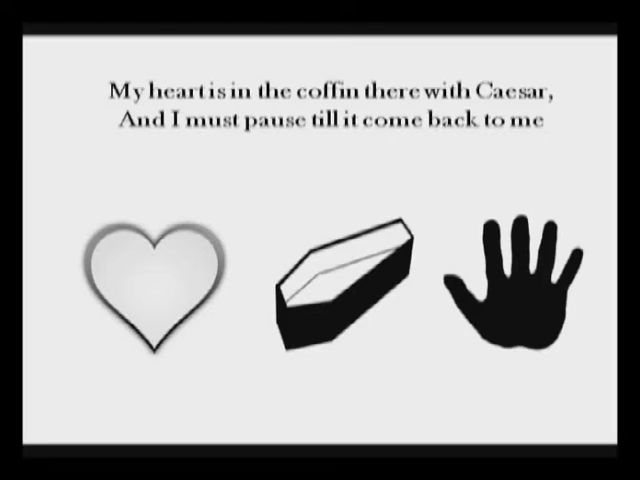 My heart is in the coffin there with Caesar,
And I must pause till it come back to me